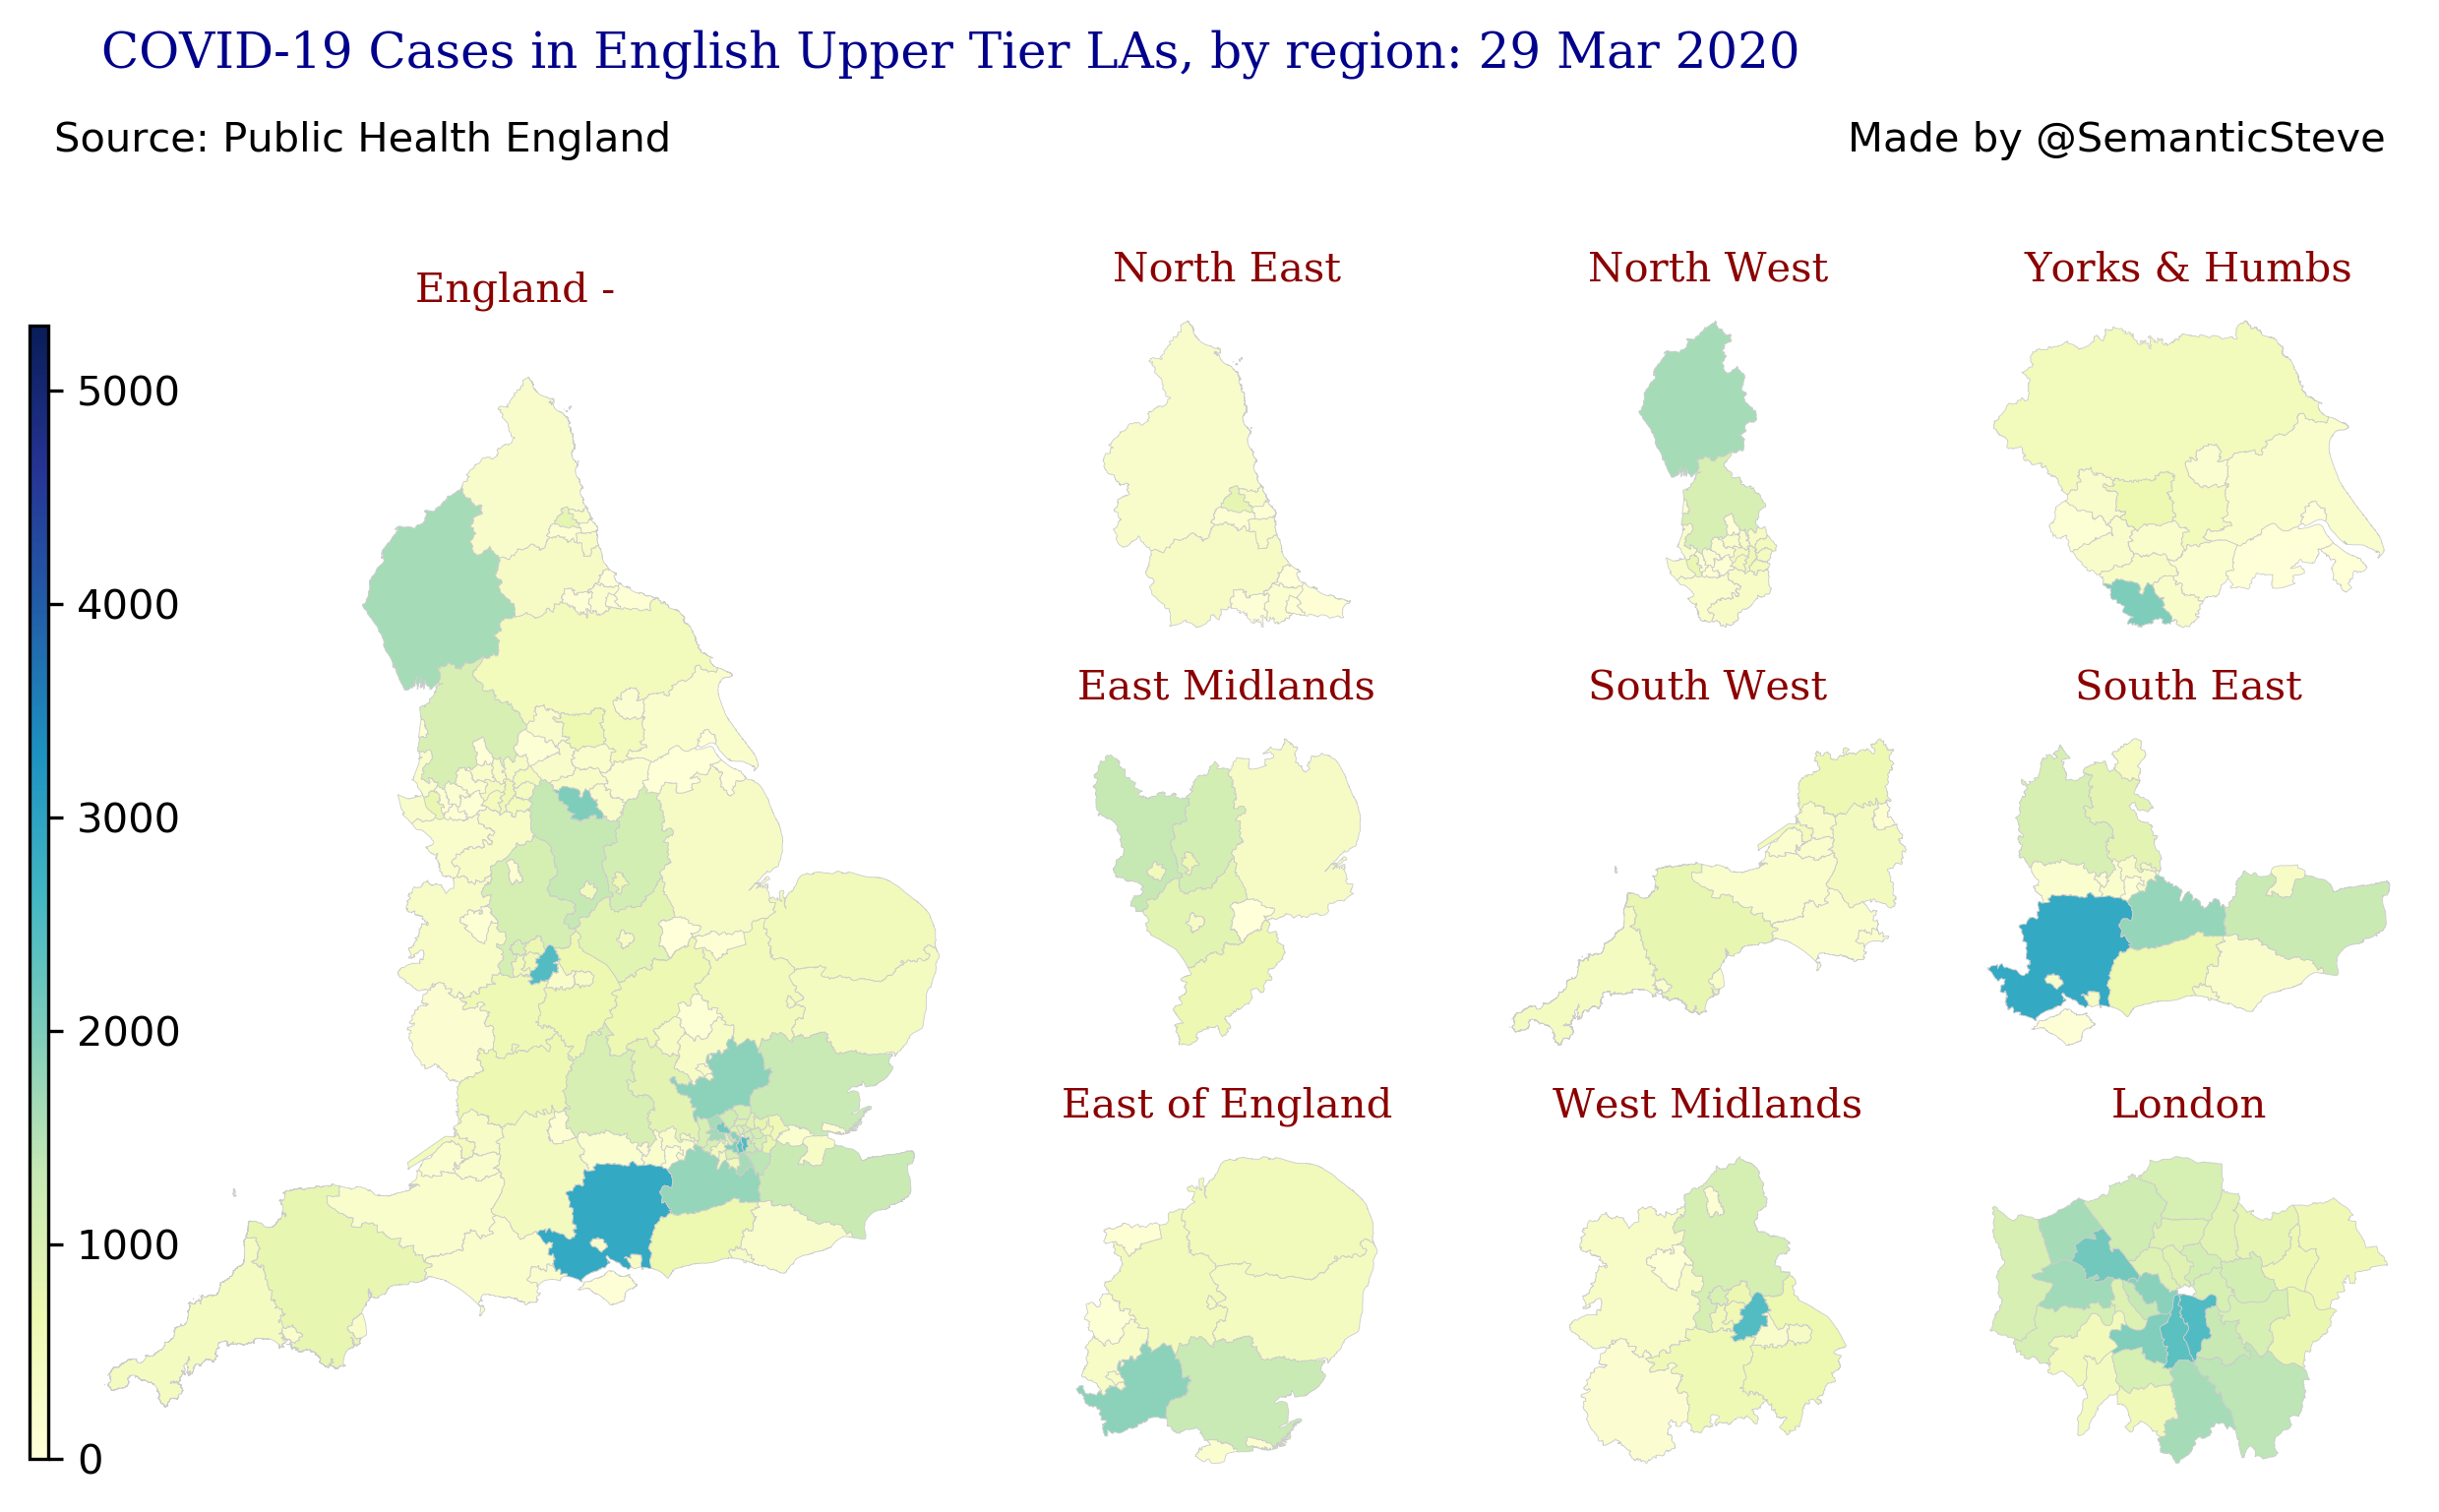 COVID-19 Cases in English Upper Tier LAs, by region: 29 Mar 2020
Source: Public Health England
Made by @SemanticSteve
England -
North East
North West
Yorks & Humbs
5000
4000
3000
2000
1000
0
East Midlands
South West
South East
East of England
West Midlands
London